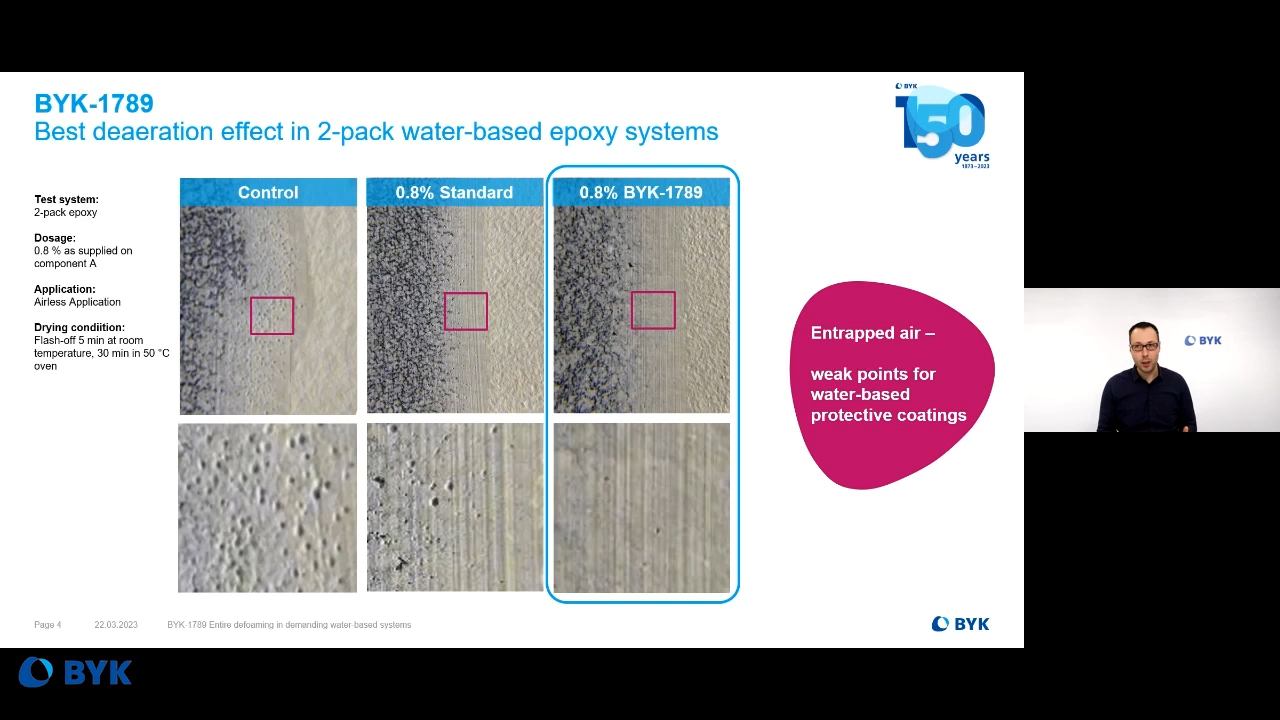 BYK-1789
Best deaeration effect in 2-pack water-based epoxy systems
BYK
150
years
1873–2023
Test system:
2-pack epoxy
Dosage:
0.8 % as supplied on
component A
Application:
Airless Application
Drying condiition:
Flash-off 5 min at room
temperature, 30 min in 50 °C
oven
Control
0.8% Standard
0.8% BYK-1789
Entrapped air –
weak points for
water-based
protective coatings
BYK
Page 4
22.03.2023
BYK-1789 Entire defoaming in demanding water-based systems
BYK
BYK